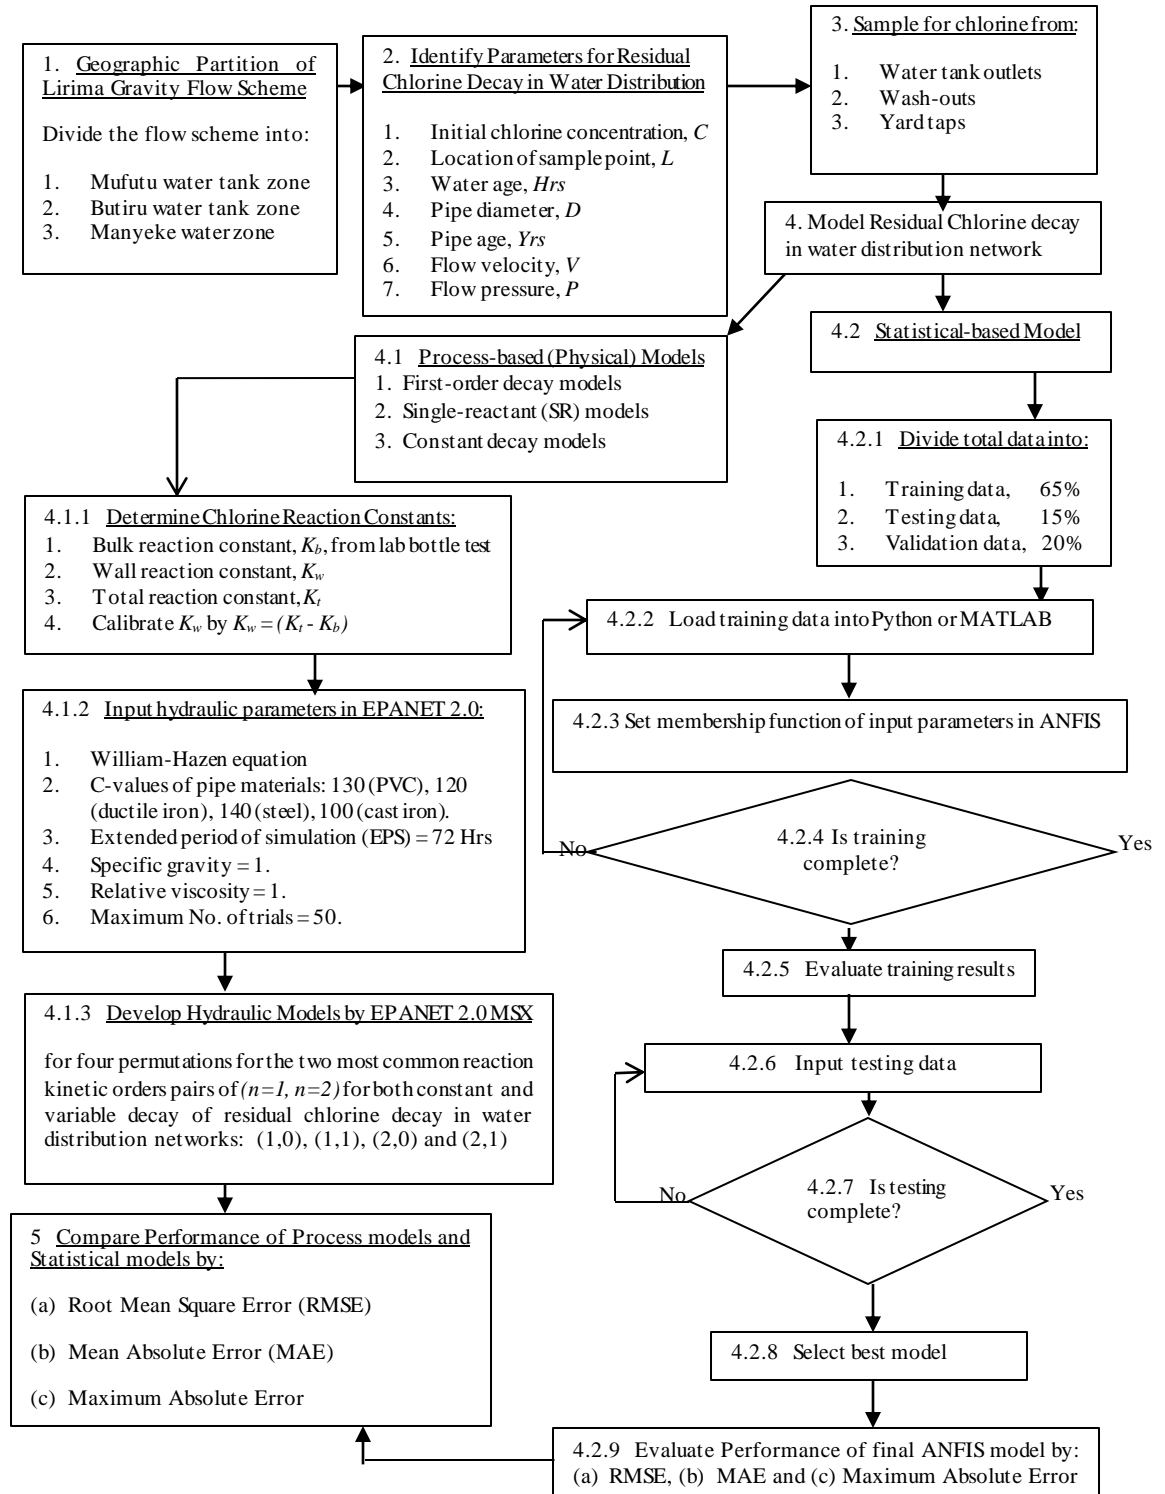 1. Geographic Partition of
Lirima Gravity Flow Scheme
Divide the flow scheme into:
1. Mufutu water tank zone
2. Butiru water tank zone
3. Manyeke water zone
2. Identify Parameters for Residual
Chlorine Decay in Water Distribution
1. Initial chlorine concentration, C
2. Location of sample point, L
3. Water age, Hrs
4. Pipe diameter, D
5. Pipe age, Yrs
6. Flow velocity, V
7. Flow pressure, P
3. Sample for chlorine from:
1. Water tank outlets
2. Wash-outs
3. Yard taps
4. Model Residual Chlorine decay
in water distribution network
4.1 Process-based (Physical) Models
1. First-order decay models
2. Single-reactant (SR) models
3. Constant decay models
4.1.1 Determine Chlorine Reaction Constants:
1. Bulk reaction constant, Kb, from lab bottle test
2. Wall reaction constant, Kw
3. Total reaction constant, Kt
4. Calibrate Kw by Kw = (Kt - Kb)
4.1.2 Input hydraulic parameters in EPANET 2.0:
1. William-Hazen equation
2. C-values of pipe materials: 130 (PVC), 120
(ductile iron), 140 (steel), 100 (cast iron).
3. Extended period of simulation (EPS) = 72 Hrs
4. Specific gravity = 1.
5. Relative viscosity = 1.
6. Maximum No. of trials = 50.
4.1.3 Develop Hydraulic Models by EPANET 2.0 MSX
for four permutations for the two most common reaction
kinetic orders pairs of (n=1, n=2) for both constant and
variable decay of residual chlorine decay in water
distribution networks: (1,0), (1,1), (2,0) and (2,1)
4.2 Statistical-based Model
4.2.1 Divide total data into:
1. Training data, 65%
2. Testing data, 15%
3. Validation data, 20%
4.2.2 Load training data into Python or MATLAB
4.2.3 Set membership function of input parameters in ANFIS
4.2.4 Is training
complete?
No
Yes
4.2.5 Evaluate training results
4.2.6 Input testing data
4.2.7 Is testing
complete?
No
Yes
4.2.8 Select best model
4.2.9 Evaluate Performance of final ANFIS model by:
(a) RMSE, (b) MAE and (c) Maximum Absolute Error
5 Compare Performance of Process models and
Statistical models by:
(a) Root Mean Square Error (RMSE)
(b) Mean Absolute Error (MAE)
(c) Maximum Absolute Error